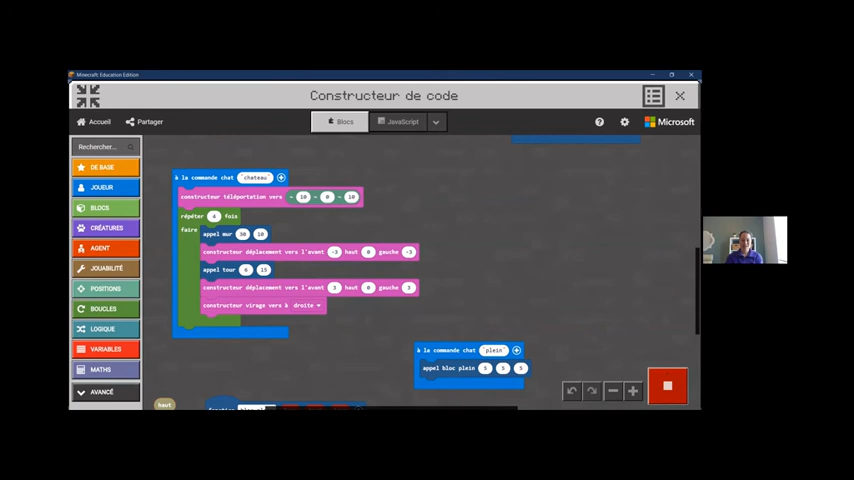 Minecraft: Education Edition
Constructeur de code
Accueil
Partager
Blocs
JavaScript
Microsoft
Rechercher...
DE BASE
JOUEUR
BLOCS
CRÉATURES
AGENT
JOUABILITÉ
POSITIONS
BOUCLES
LOGIQUE
VARIABLES
MATHS
AVANCÉ
à la commande chat "chateau"
constructeur téléportation vers ~ 10 ~ 0 ~ 10
répéter 4 fois
faire appel mur 30 10
constructeur déplacement vers l'avant -3 haut 0 gauche -3
appel tour 6 15
constructeur déplacement vers l'avant 3 haut 0 gauche 3
constructeur virage vers à droite
à la commande chat "plein"
appel bloc plein 5 5 5
haut
fonction